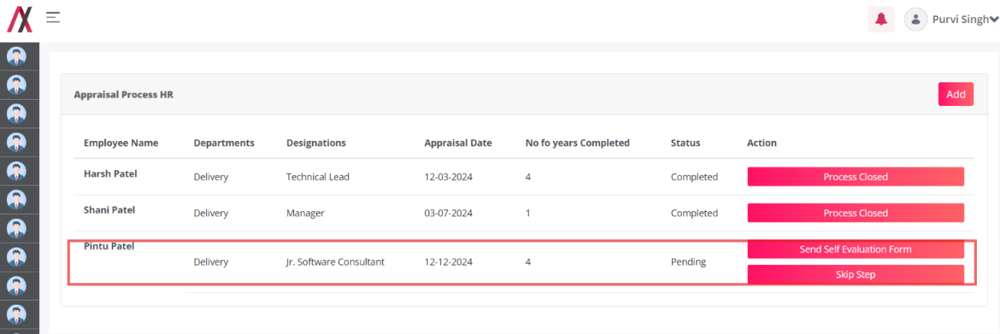 Purvi Singh
Appraisal Process HR
Add
Employee Name Departments Designations Appraisal Date No fo years Completed Status Action
Harsh Patel Delivery Technical Lead 12-03-2024 4 Completed Process Closed
Shani Patel Delivery Manager 03-07-2024 1 Completed Process Closed
Pintu Patel Delivery Jr. Software Consultant 12-12-2024 4 Pending Send Self Evaluation Form
Skip Step